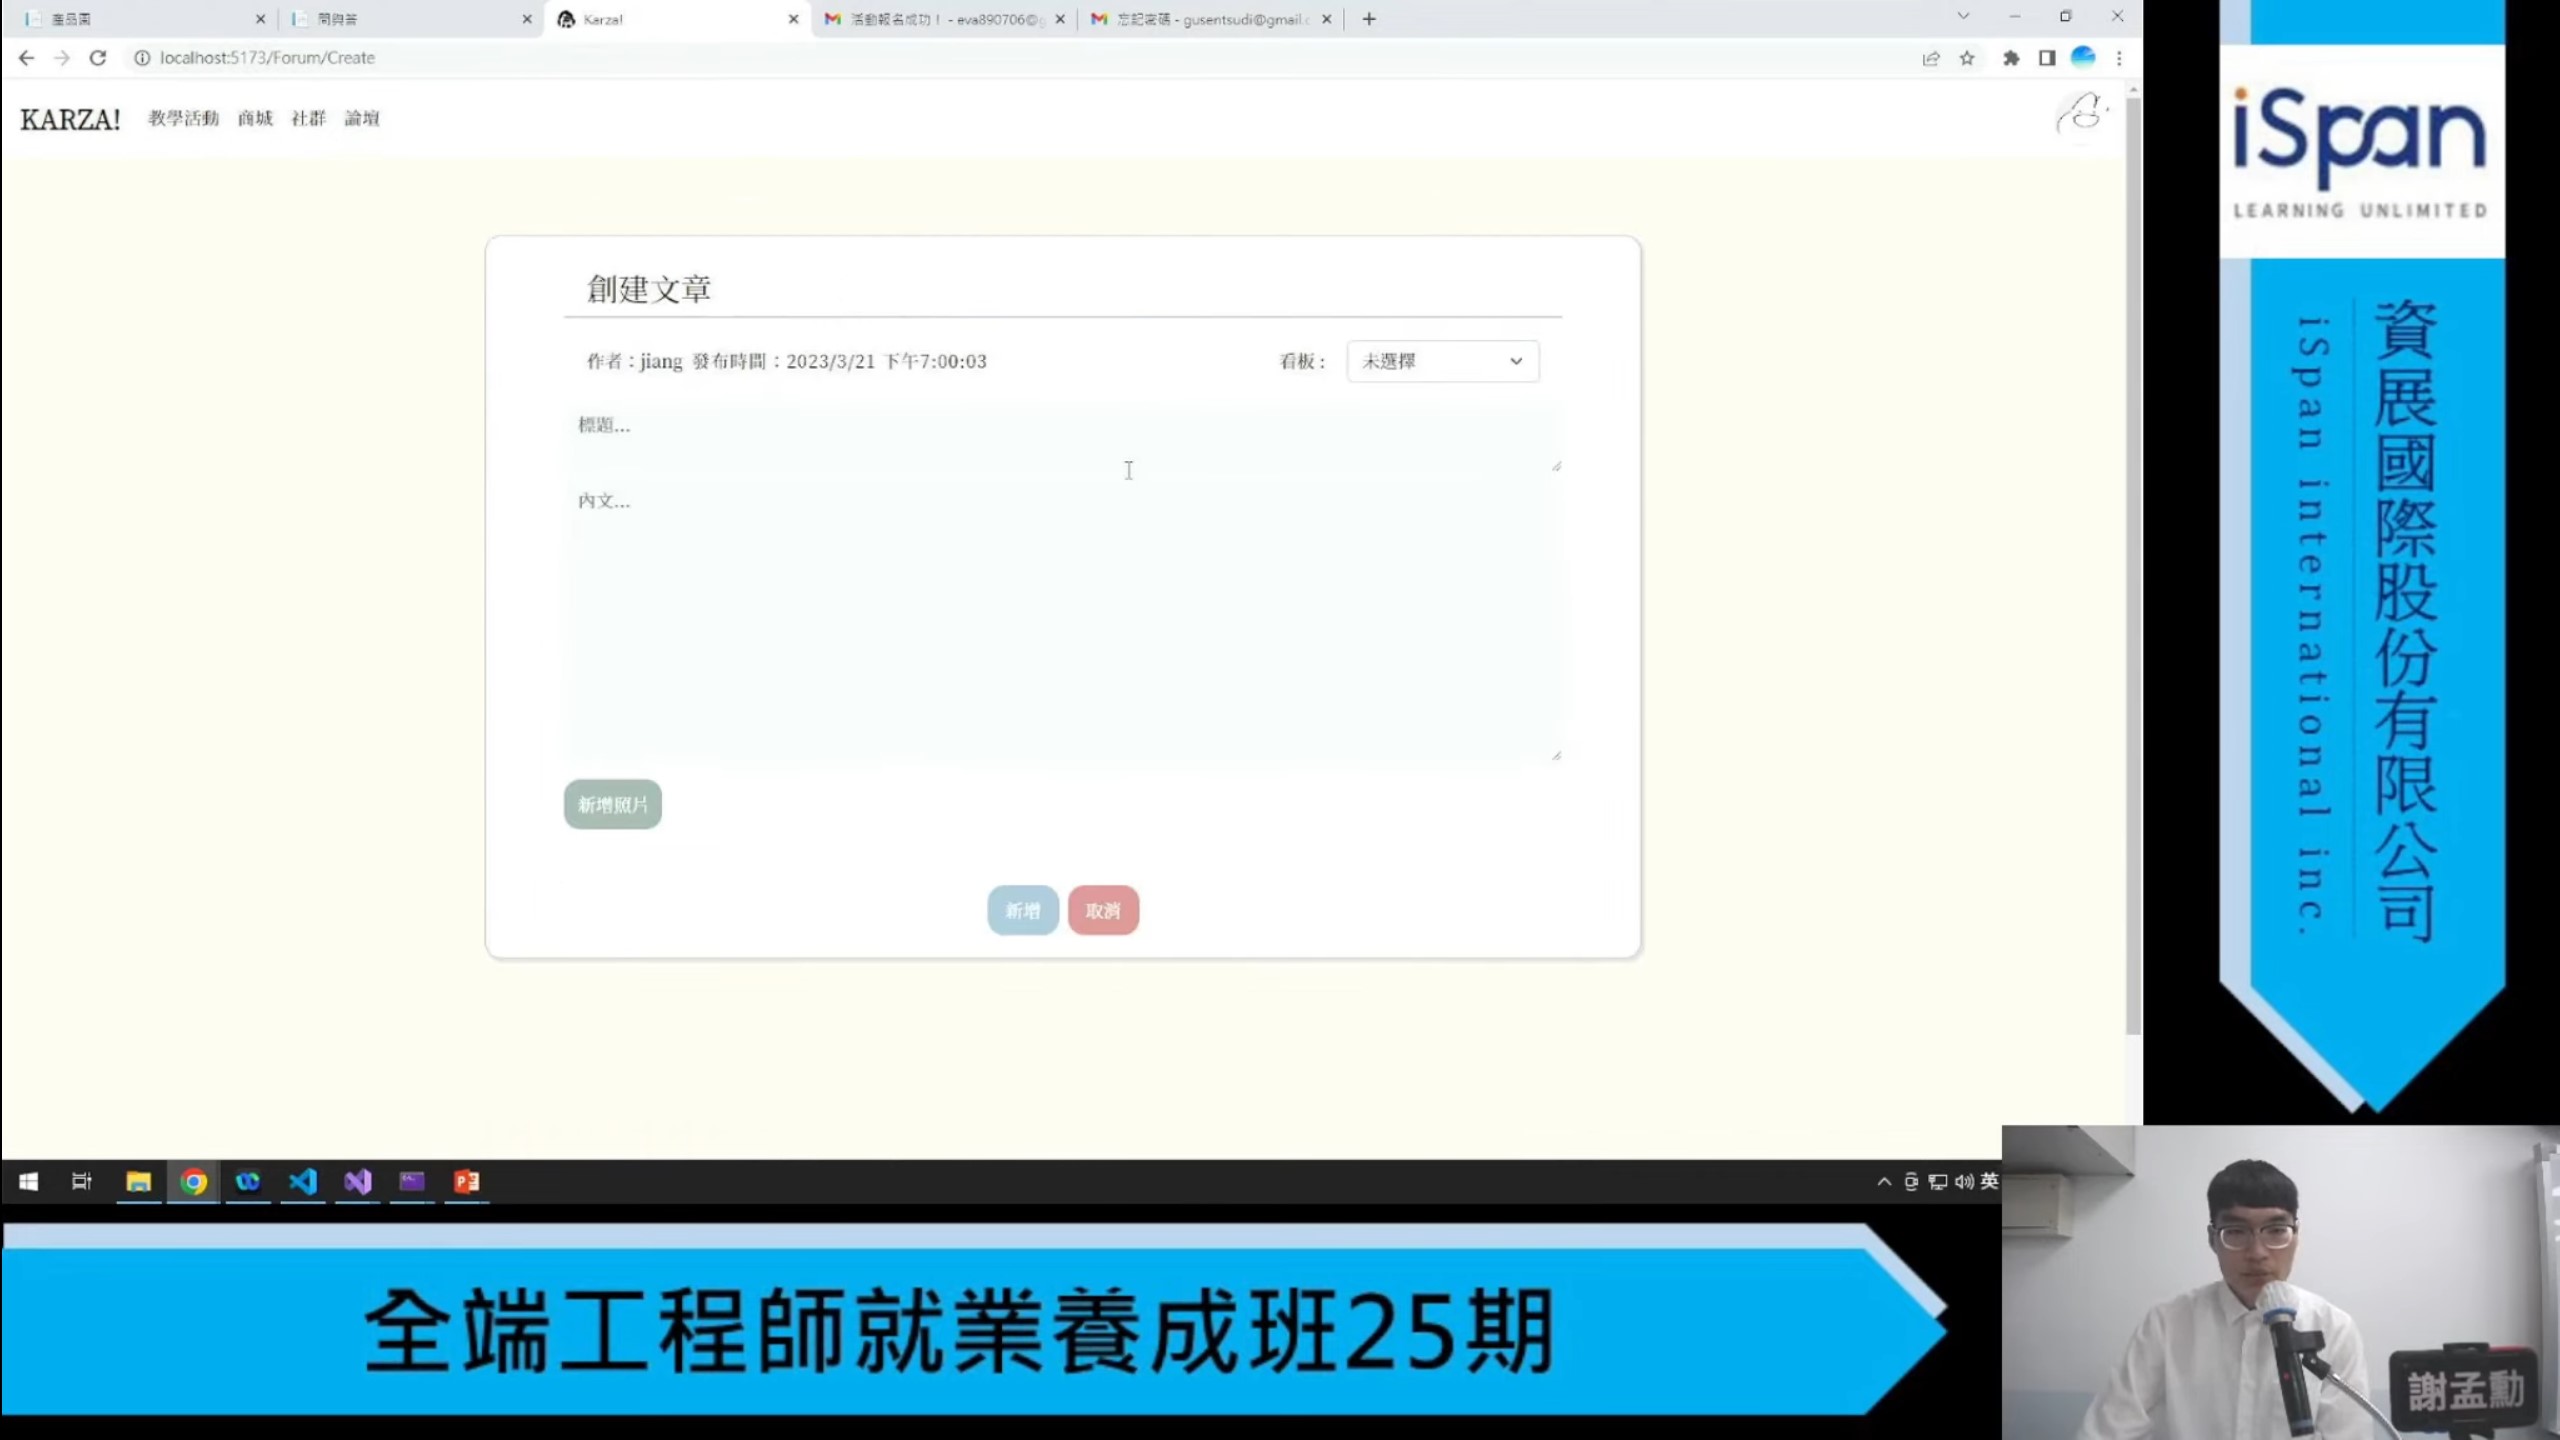 產品園
問與答
Karza!
活動報名成功！ - eva890706@g
忘記密碼 - gusentsudi@gmail.c
localhost:5173/Forum/Create
KARZA! 教學活動 商城 社群 論壇
創建文章
作者：jiang 發布時間：2023/3/21 下午7:00:03
看板： 未選擇
標題...
內文...
新增照片
新增 取消
英
iSpan
LEARNING UNLIMITED
資展國際股份有限公司
iSpan international inc.
全端工程師就業養成班25期
謝孟勳